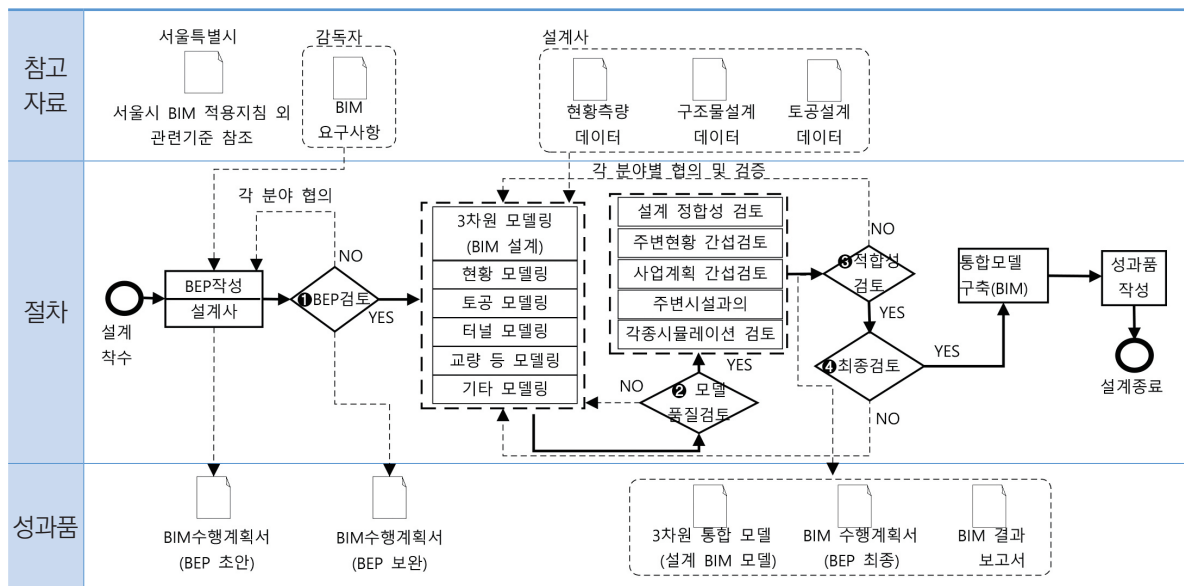 참고
자료
서울특별시
서울시 BIM 적용지침 외
관련기준 참조
감독자
BIM
요구사항
설계사
현황측량
데이터
구조물설계
데이터
토공설계
데이터
절차
설계
착수
BEP작성
설계사
각 분야 협의
NO
❶BEP검토
YES
3차원 모델링
(BIM 설계)
현황 모델링
토공 모델링
터널 모델링
교량 등 모델링
기타 모델링
각 분야별 협의 및 검증
설계 정합성 검토
주변현황 간섭검토
사업계획 간섭검토
주변시설과의
각종시뮬레이션 검토
NO
YES
❷ 모델
품질검토
NO
❸적합성
검토
YES
❹최종검토
YES
NO
통합모델
구축(BIM)
성과품
작성
설계종료
성과품
BIM수행계획서
(BEP 초안)
BIM수행계획서
(BEP 보완)
3차원 통합 모델
(설계 BIM 모델)
BIM 수행계획서
(BEP 최종)
BIM 결과
보고서